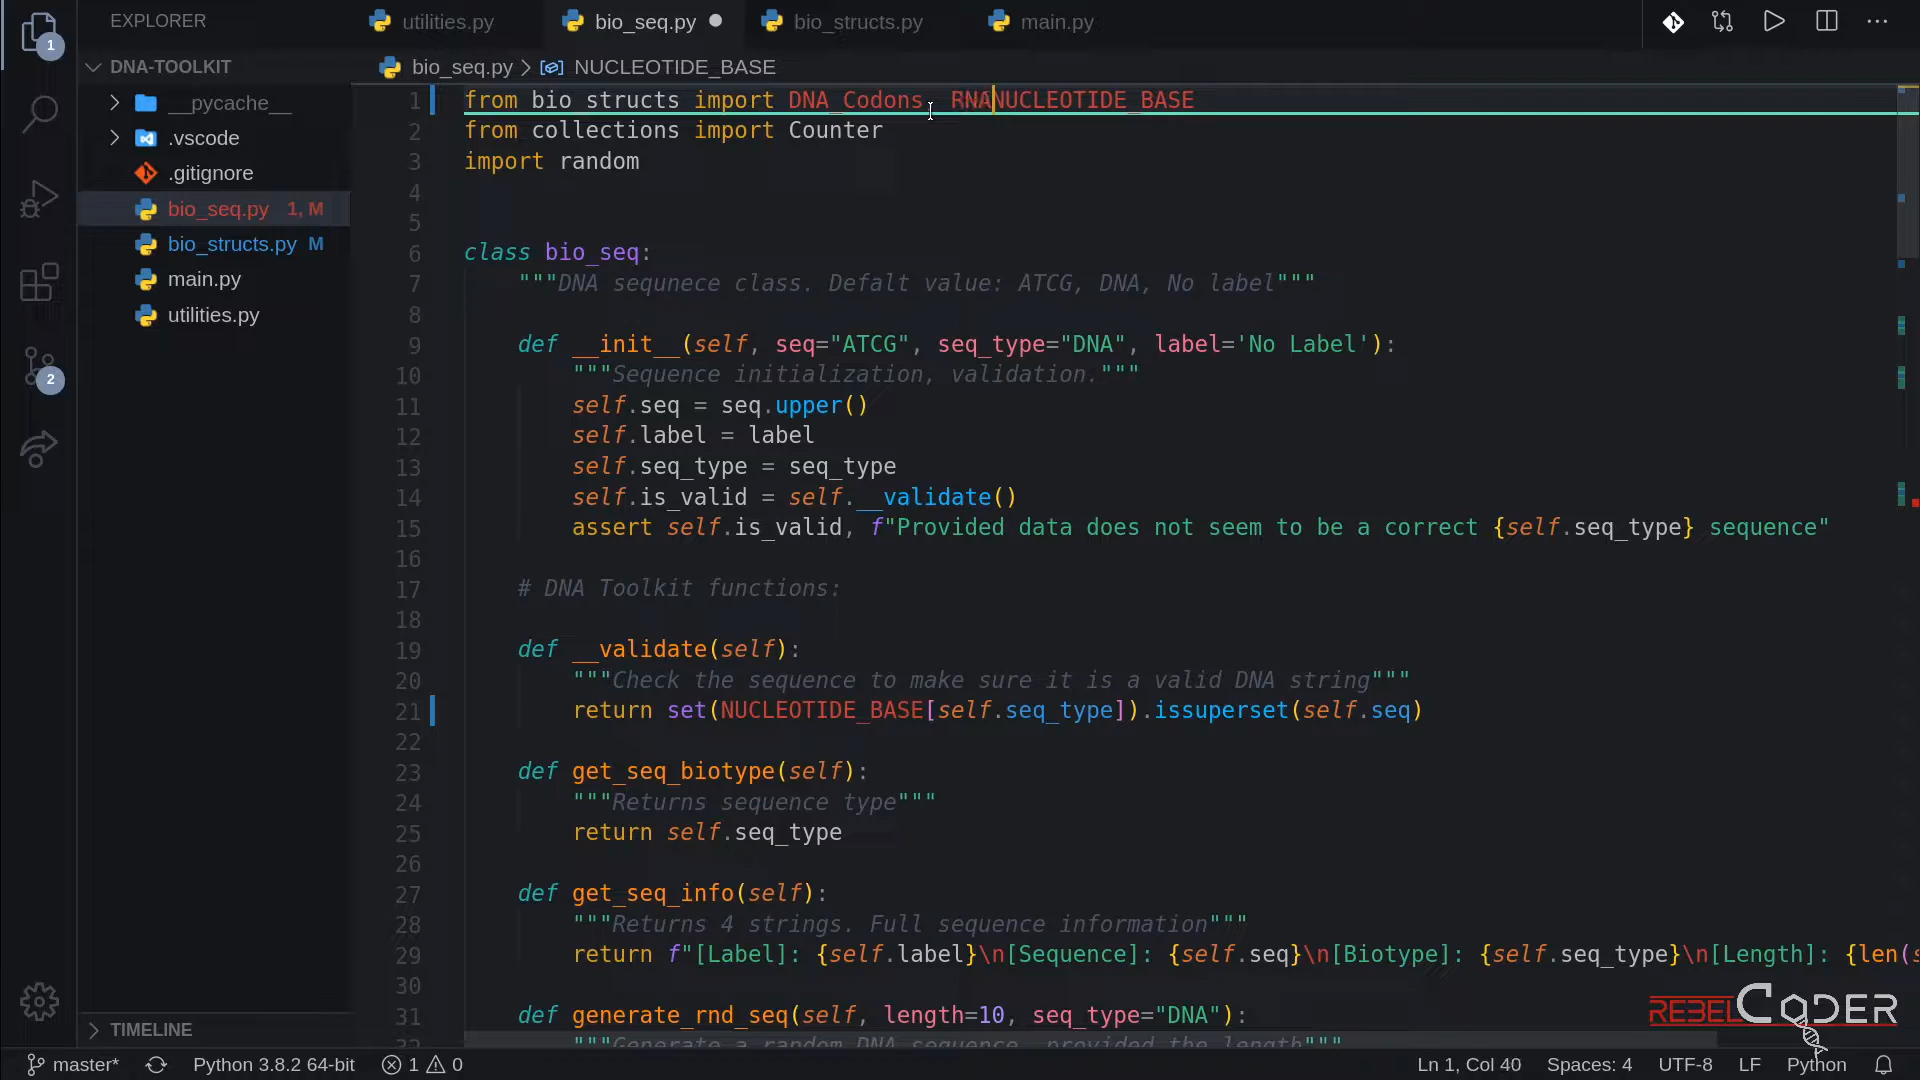 EXPLORER
utilities.py
bio_seq.py
bio_structs.py
main.py
1
DNA-TOOLKIT
bio_seq.py > NUCLEOTIDE_BASE
__pycache__
.vscode
.gitignore
bio_seq.py 1, M
bio_structs.py M
main.py
utilities.py
2
1 from bio_structs import DNA_Codons, RNANUCLEOTIDE_BASE
2 from collections import Counter
3 import random
4
5
6 class bio_seq:
7 """DNA sequnece class. Defalt value: ATCG, DNA, No label"""
8
9 def __init__(self, seq="ATCG", seq_type="DNA", label='No Label'):
10 """Sequence initialization, validation."""
11 self.seq = seq.upper()
12 self.label = label
13 self.seq_type = seq_type
14 self.is_valid = self.__validate()
15 assert self.is_valid, f"Provided data does not seem to be a correct {self.seq_type} sequence"
16
17 # DNA Toolkit functions:
18
19 def __validate(self):
20 """Check the sequence to make sure it is a valid DNA string"""
21 return set(NUCLEOTIDE_BASE[self.seq_type]).issuperset(self.seq)
22
23 def get_seq_biotype(self):
24 """Returns sequence type"""
25 return self.seq_type
26
27 def get_seq_info(self):
28 """Returns 4 strings. Full sequence information"""
29 return f"[Label]: {self.label}\n[Sequence]: {self.seq}\n[Biotype]: {self.seq_type}\n[Length]: {len(s
30
31 def generate_rnd_seq(self, length=10, seq_type="DNA"):
32 """Generate a random DNA sequence, provided the length"""
TIMELINE
REBELCODER
master*
Python 3.8.2 64-bit
1
0
Ln 1, Col 40
Spaces: 4
UTF-8
LF
Python